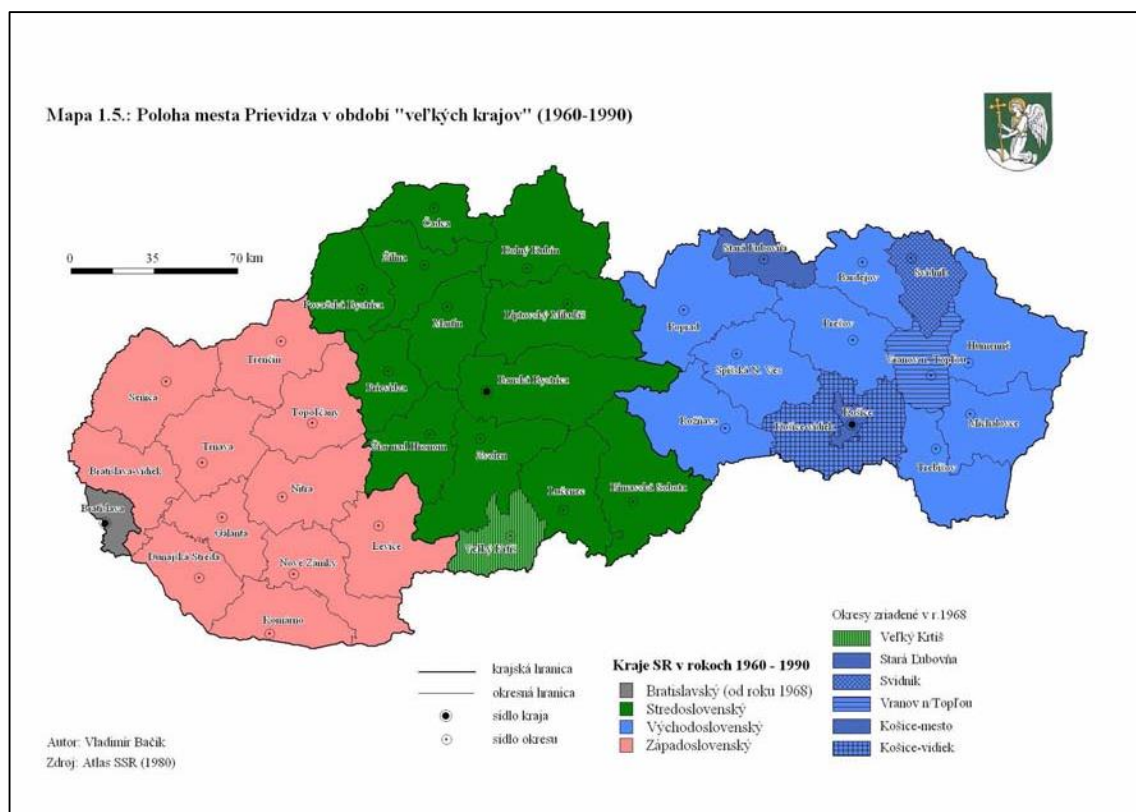 Mapa 1.5.: Poloha mesta Prievidza v období "veľkých krajov" (1960-1990)
0 35 70 km
Čadca
Dolný Kubín
Žilina
Považská Bystrica
Martin
Liptovský Mikuláš
Trenčín
Prievidza
Banská Bystrica
Senica
Topoľčany
Trnava
Žiar nad Hronom
Zvolen
Bratislava-vidiek
Nitra
Lučenec
Rimavská Sobota
Bratislava
Galanta
Levice
Veľký Krtíš
Dunajská Streda
Nové Zámky
Komárno
Stará Ľubovňa
Bardejov
Svidník
Poprad
Prešov
Humenné
Spišská N. Ves
Vranov n. Topľou
Rožňava
Košice
Košice-vidiek
Michalovce
Trebišov
krajská hranica
okresná hranica
sídlo kraja
sídlo okresu
Kraje SR v rokoch 1960 - 1990
Bratislavský (od roku 1968)
Stredoslovenský
Východoslovenský
Západoslovenský
Okresy zriadené v r.1968
Veľký Krtíš
Stará Ľubovňa
Svidník
Vranov n/Topľou
Košice-mesto
Košice-vidiek
Autor: Vladimír Bačík
Zdroj: Atlas SSR (1980)